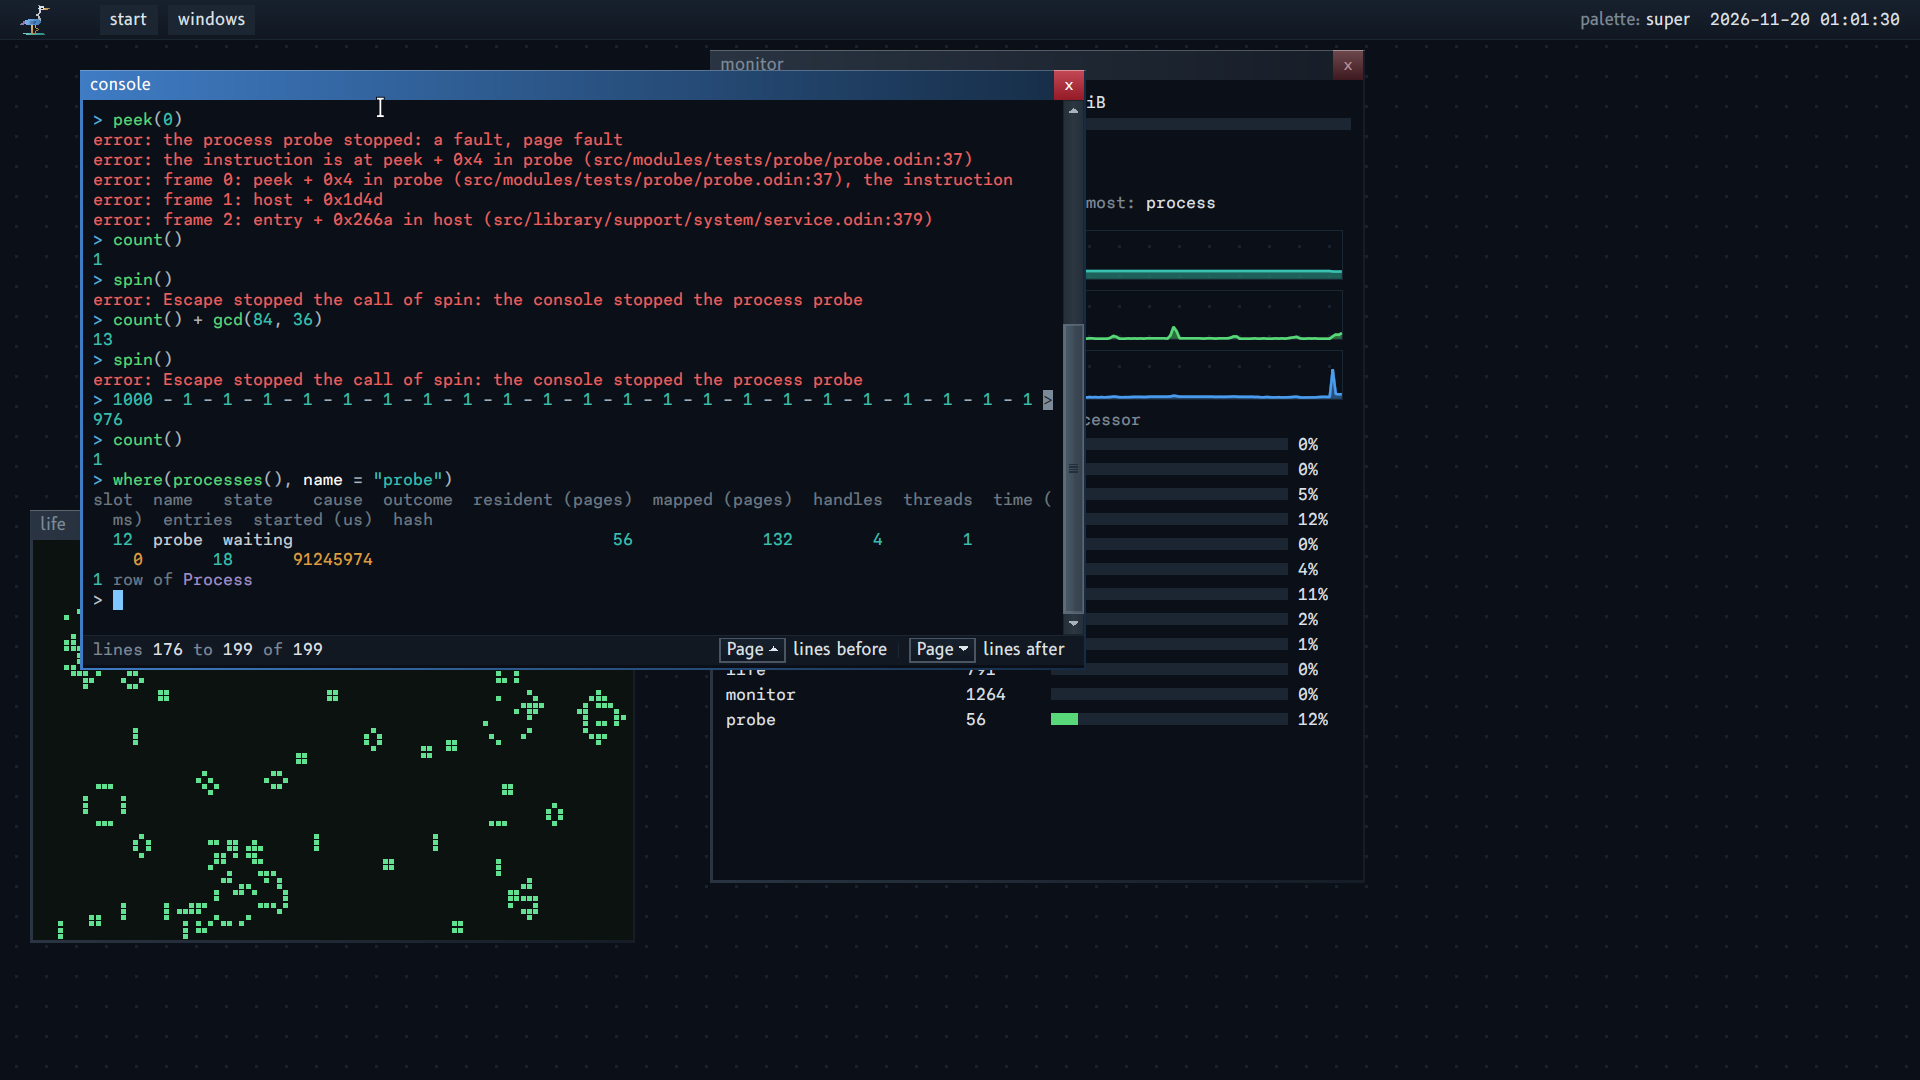 start windows palette: super 2026-11-20 01:01:30
monitor x
console x
> peek(0)
error: the process probe stopped: a fault, page fault
error: the instruction is at peek + 0x4 in probe (src/modules/tests/probe/probe.odin:37)
error: frame 0: peek + 0x4 in probe (src/modules/tests/probe/probe.odin:37), the instruction
error: frame 1: host + 0x1d4d
error: frame 2: entry + 0x266a in host (src/library/support/system/service.odin:379)
> count()
1
> spin()
error: Escape stopped the call of spin: the console stopped the process probe
> count() + gcd(84, 36)
13
> spin()
error: Escape stopped the call of spin: the console stopped the process probe
> 1000 - 1 - 1 - 1 - 1 - 1 - 1 - 1 - 1 - 1 - 1 - 1 - 1 - 1 - 1 - 1 - 1 - 1 - 1 - 1 - 1 - 1 - 1 >
976
> count()
1
> where(processes(), name = "probe")
slot name state cause outcome resident (pages) mapped (pages) handles threads time (
ms) entries started (us) hash
12 probe waiting 56 132 4 1
0 18 91245974
1 row of Process
>
lines 176 to 199 of 199 Page lines before Page lines after
iB
most: process
cessor
0%
0%
5%
12%
0%
4%
11%
2%
1%
life 791 0%
monitor 1264 0%
probe 56 12%
life